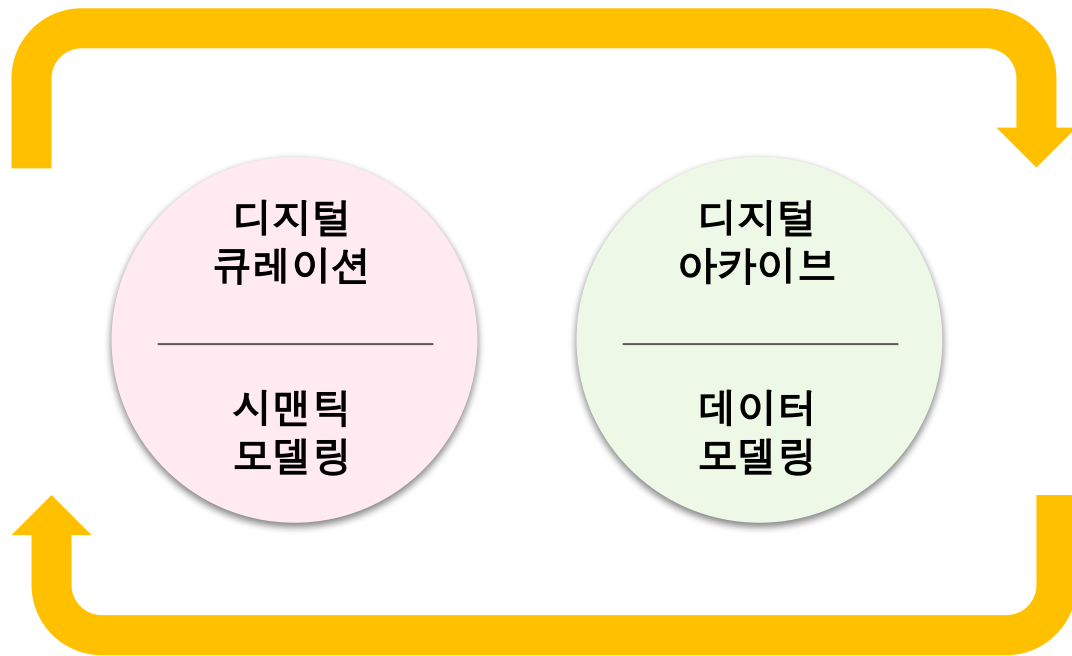 디지털
큐레이션
시맨틱
모델링
디지털
아카이브
데이터
모델링